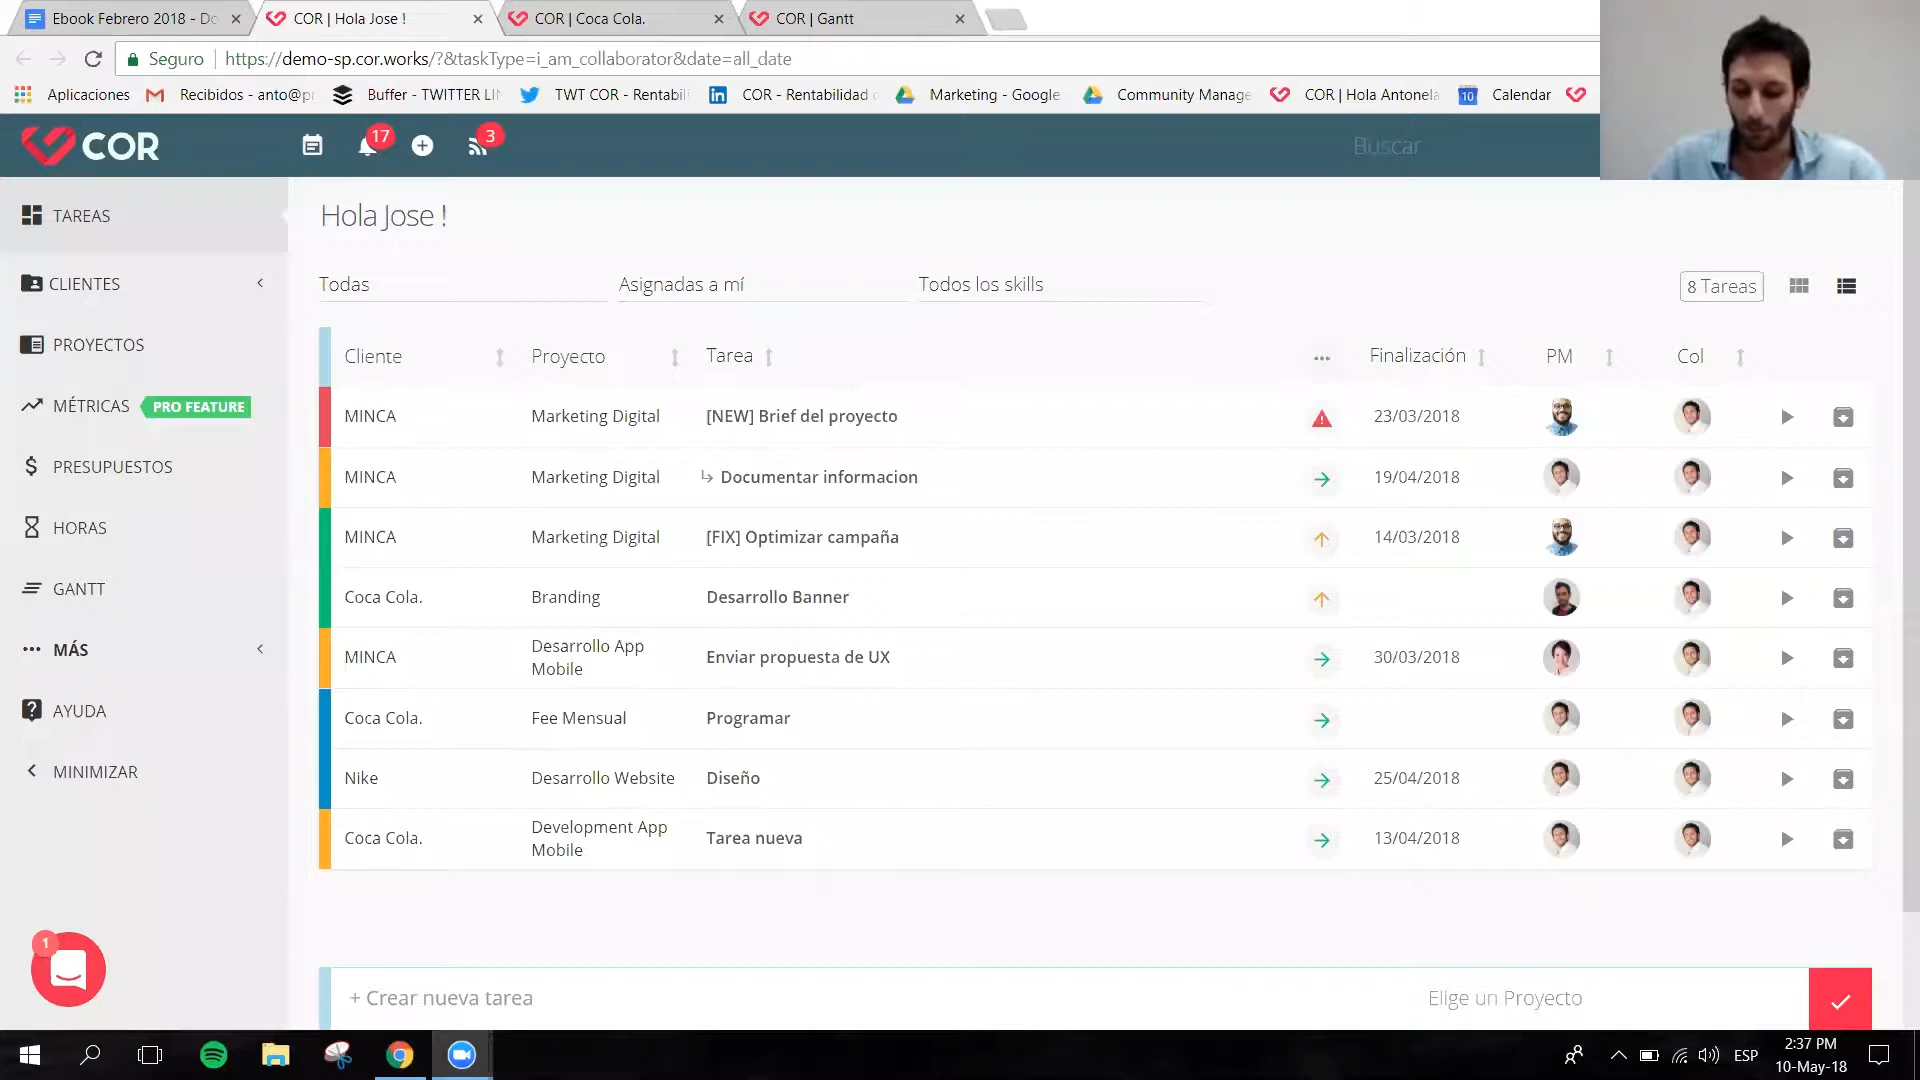 Ebook Febrero 2018 - Do
COR | Hola Jose !
COR | Coca Cola.
COR | Gantt
Seguro
https://demo-sp.cor.works/?&taskType=i_am_collaborator&date=all_date
Aplicaciones
Recibidos - anto@pr
Buffer - TWITTER LIN
TWT COR - Rentabili
COR - Rentabilidad
Marketing - Google
Community Manage
COR | Hola Antonela
10
Calendar
COR
17
3
Buscar
TAREAS
CLIENTES
PROYECTOS
MÉTRICAS
PRO FEATURE
PRESUPUESTOS
HORAS
GANTT
MÁS
AYUDA
MINIMIZAR
1
Hola Jose !
Todas
Asignadas a mí
Todos los skills
8 Tareas
Cliente Proyecto Tarea ... Finalización PM Col
MINCA Marketing Digital [NEW] Brief del proyecto 23/03/2018
MINCA Marketing Digital ↳ Documentar informacion 19/04/2018
MINCA Marketing Digital [FIX] Optimizar campaña 14/03/2018
Coca Cola. Branding Desarrollo Banner
MINCA Desarrollo App Mobile Enviar propuesta de UX 30/03/2018
Coca Cola. Fee Mensual Programar
Nike Desarrollo Website Diseño 25/04/2018
Coca Cola. Development App Mobile Tarea nueva 13/04/2018
+ Crear nueva tarea
Elige un Proyecto
ESP
2:37 PM
10-May-18